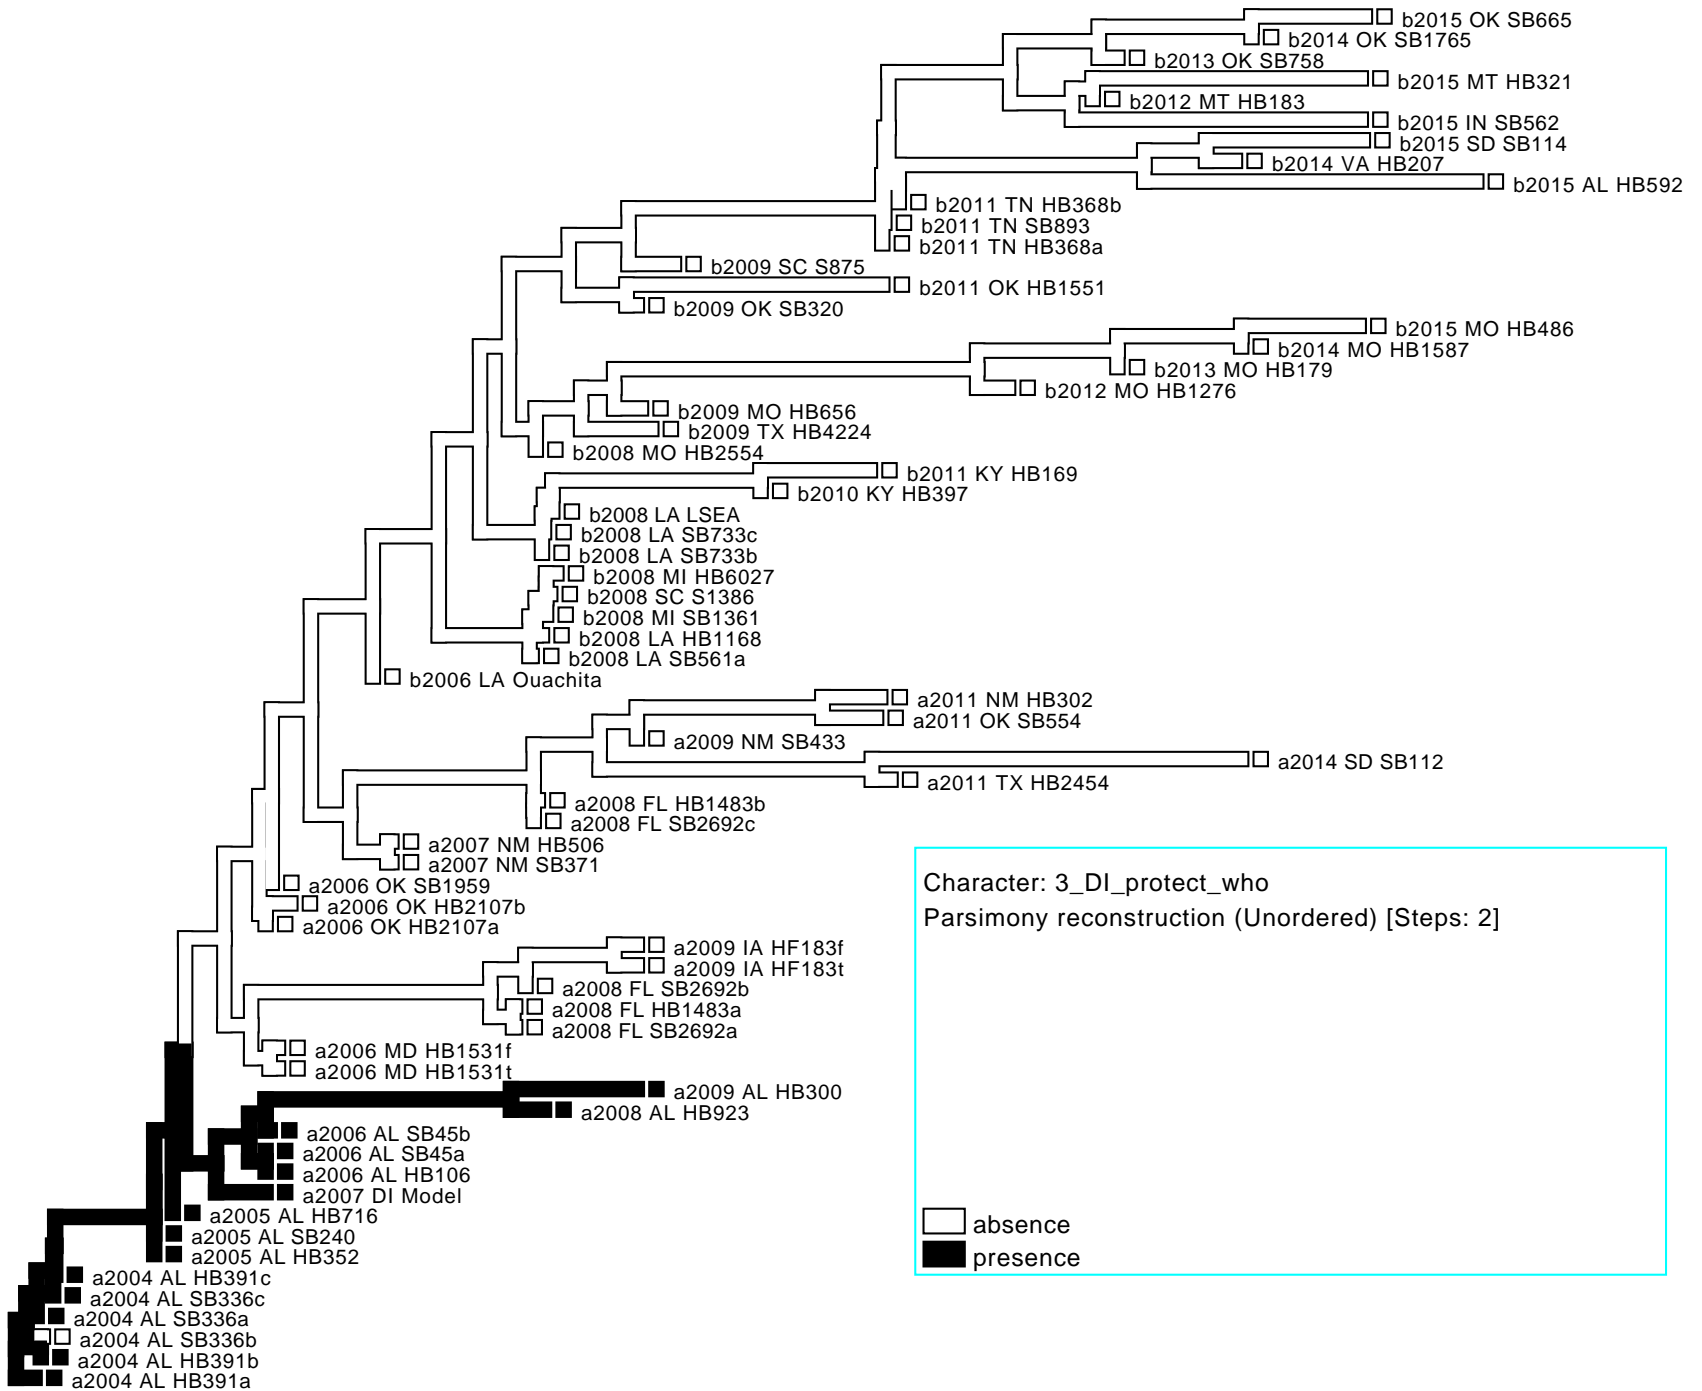 b2015 OK SB665
b2014 OK SB1765
b2013 OK SB758
b2015 MT HB321
b2012 MT HB183
b2015 IN SB562
b2015 SD SB114
b2014 VA HB207
b2015 AL HB592
b2011 TN HB368b
b2011 TN SB893
b2011 TN HB368a
b2009 SC S875
b2011 OK HB1551
b2009 OK SB320
b2015 MO HB486
b2014 MO HB1587
b2013 MO HB179
b2012 MO HB1276
b2009 MO HB656
b2009 TX HB4224
b2008 MO HB2554
b2011 KY HB169
b2010 KY HB397
b2008 LA LSEA
b2008 LA SB733c
b2008 LA SB733b
b2008 MI HB6027
b2008 SC S1386
b2008 MI SB1361
b2008 LA HB1168
b2008 LA SB561a
b2006 LA Ouachita
a2011 NM HB302
a2011 OK SB554
a2009 NM SB433
a2014 SD SB112
a2011 TX HB2454
a2008 FL HB1483b
a2008 FL SB2692c
a2007 NM HB506
a2007 NM SB371
a2006 OK SB1959
a2006 OK HB2107b
a2006 OK HB2107a
a2009 IA HF183f
a2009 IA HF183t
a2008 FL SB2692b
a2008 FL HB1483a
a2008 FL SB2692a
a2006 MD HB1531f
a2006 MD HB1531t
a2009 AL HB300
a2008 AL HB923
a2006 AL SB45b
a2006 AL SB45a
a2006 AL HB106
a2007 DI Model
a2005 AL HB716
a2005 AL SB240
a2005 AL HB352
a2004 AL HB391c
a2004 AL SB336c
a2004 AL SB336a
a2004 AL SB336b
a2004 AL HB391b
a2004 AL HB391a
Character: 3_DI_protect_who
Parsimony reconstruction (Unordered) [Steps: 2]
absence
presence